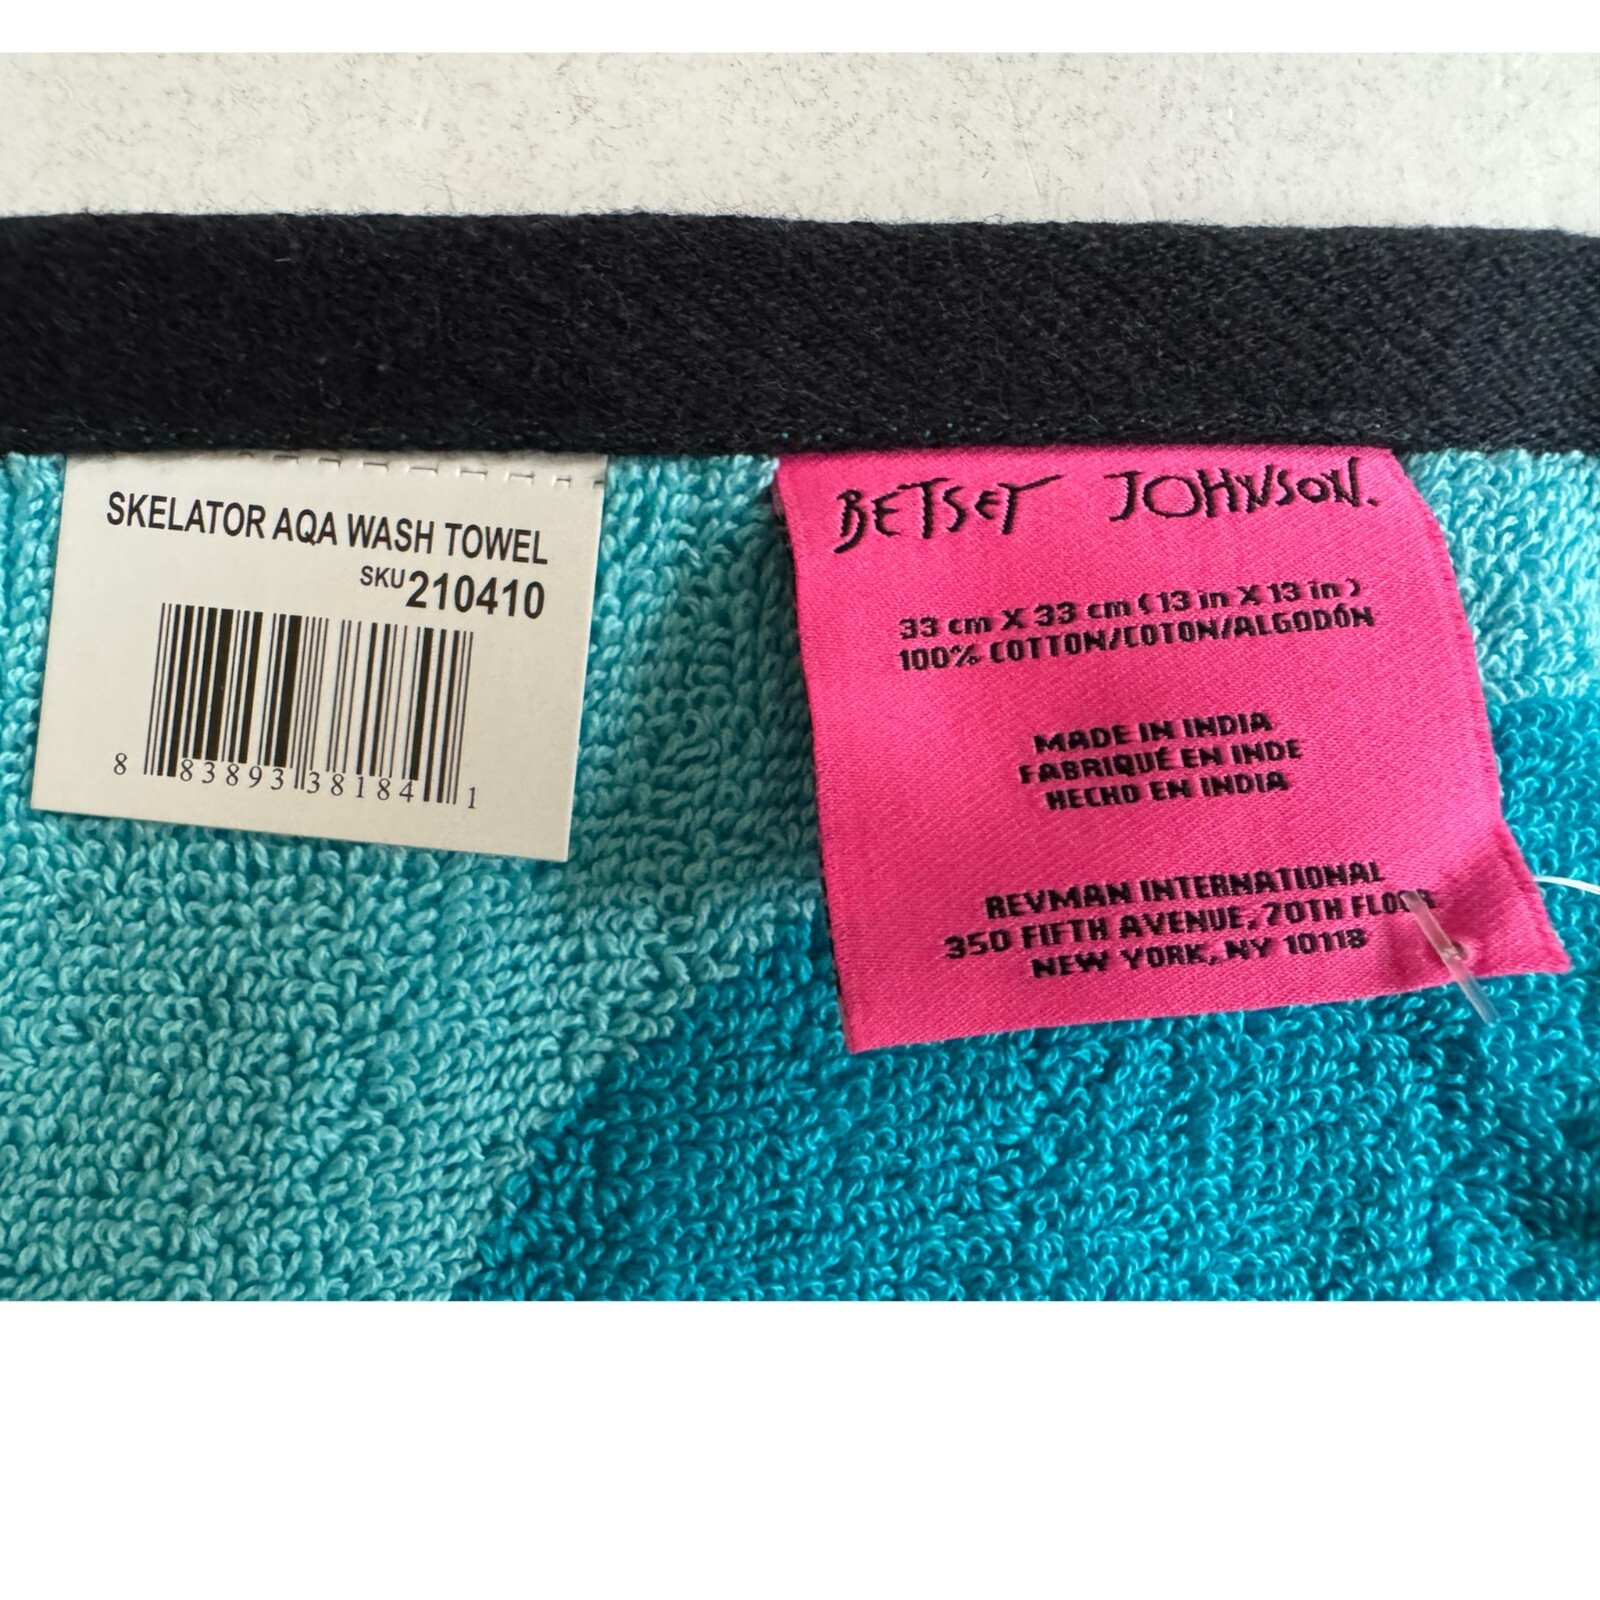 SKELATOR AQA WASH TOWEL
SKU 210410
8 83893 38184 1
BETSEY JOHNSON.
33 cm X 33 cm (13 in X 13 in)
100% COTTON/COTON/ALGODÓN
MADE IN INDIA
FABRIQUÉ EN INDE
HECHO EN INDIA
REVMAN INTERNATIONAL
350 FIFTH AVENUE, 70TH FLOOR
NEW YORK, NY 10118